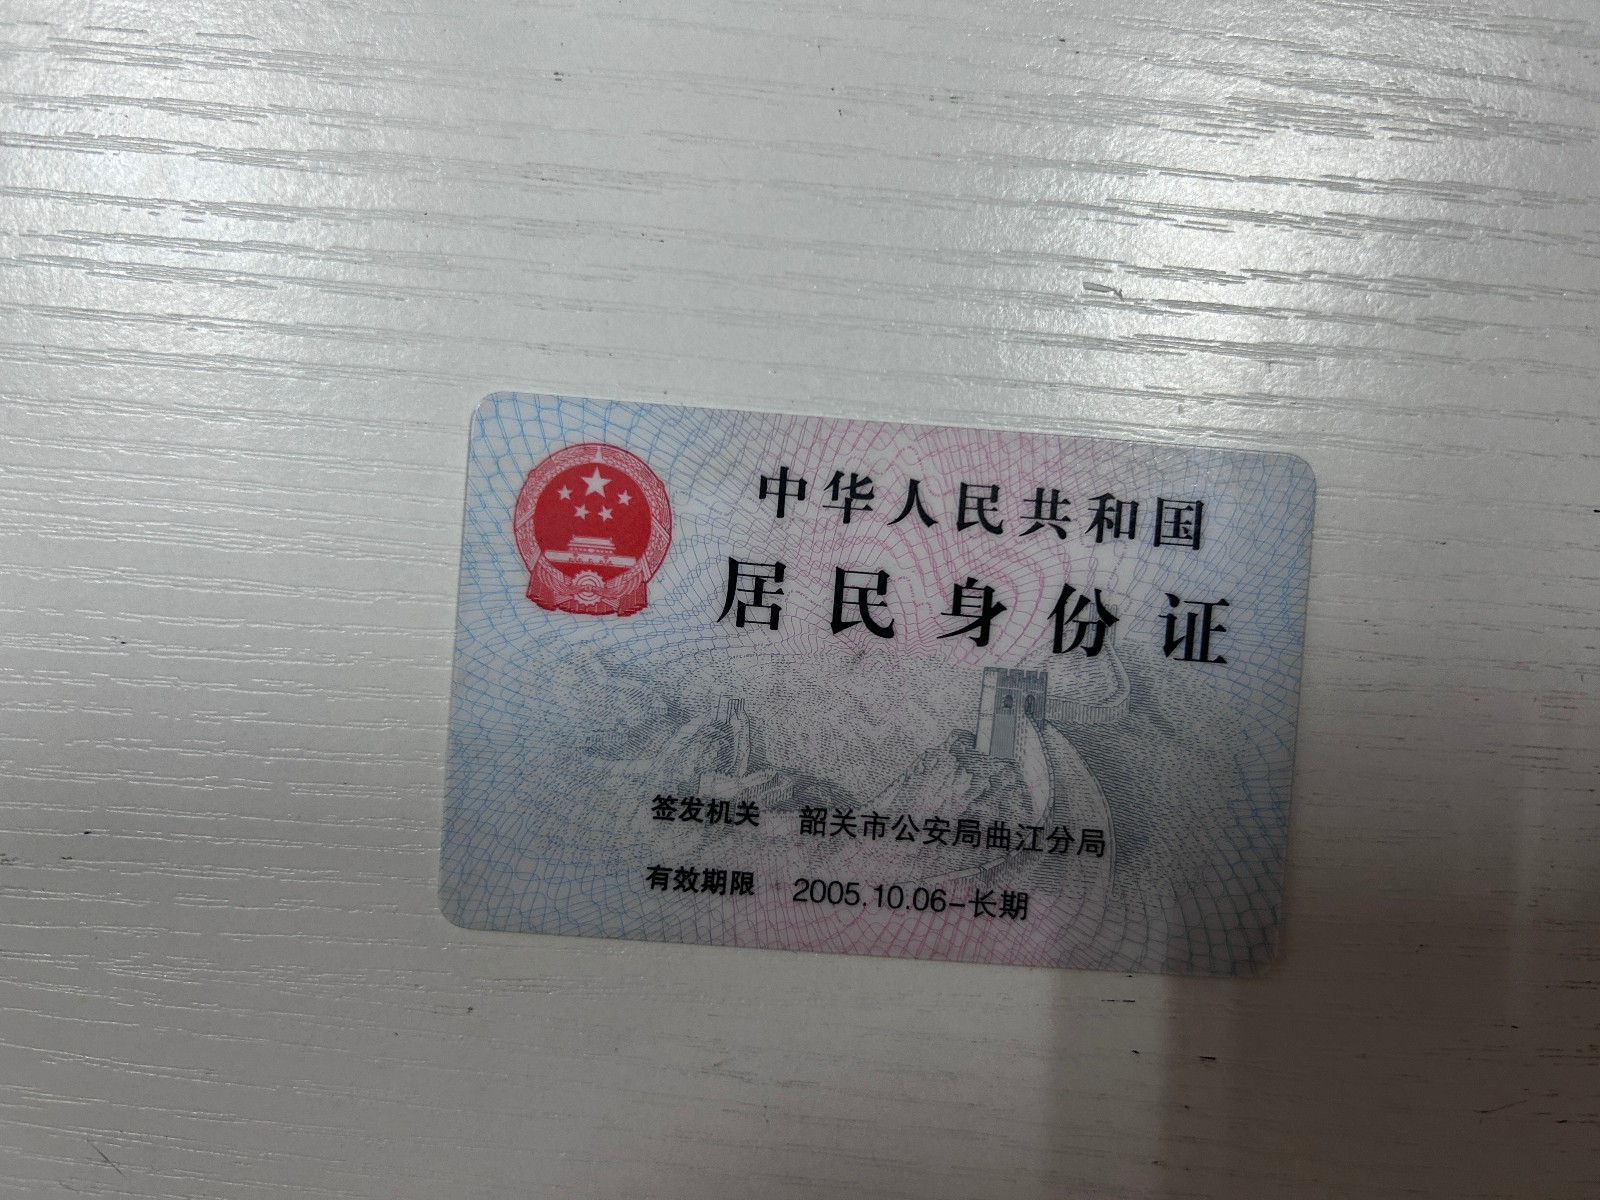 中华人民共和国
居民身份证
签发机关 韶关市公安局曲江分局
有效期限 2005.10.06-长期